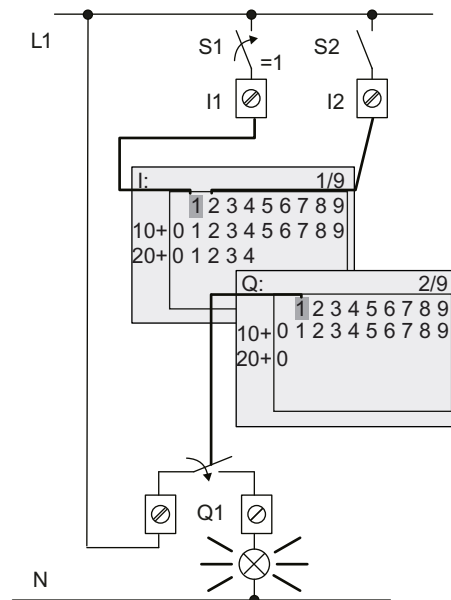 L1
S1
S2
=1
I1
I2
I: 1/9
1 2 3 4 5 6 7 8 9
10+ 0 1 2 3 4 5 6 7 8 9
20+ 0 1 2 3 4
Q: 2/9
1 2 3 4 5 6 7 8 9
10+ 0 1 2 3 4 5 6 7 8 9
20+ 0
Q1
N